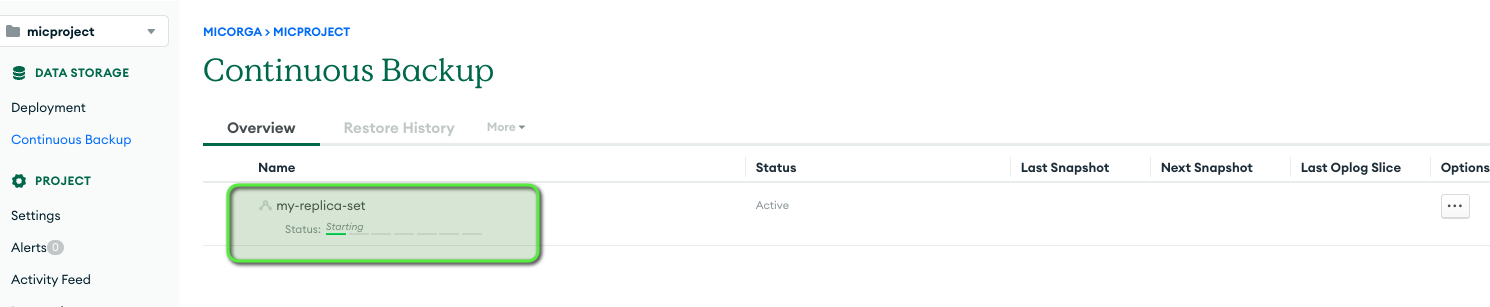 micproject
MICORGA > MICPROJECT
Continuous Backup
DATA STORAGE
Deployment
Continuous Backup
PROJECT
Settings
Alerts 0
Activity Feed
Overview Restore History More
Name Status Last Snapshot Next Snapshot Last Oplog Slice Options
my-replica-set Active ...
Status: Starting